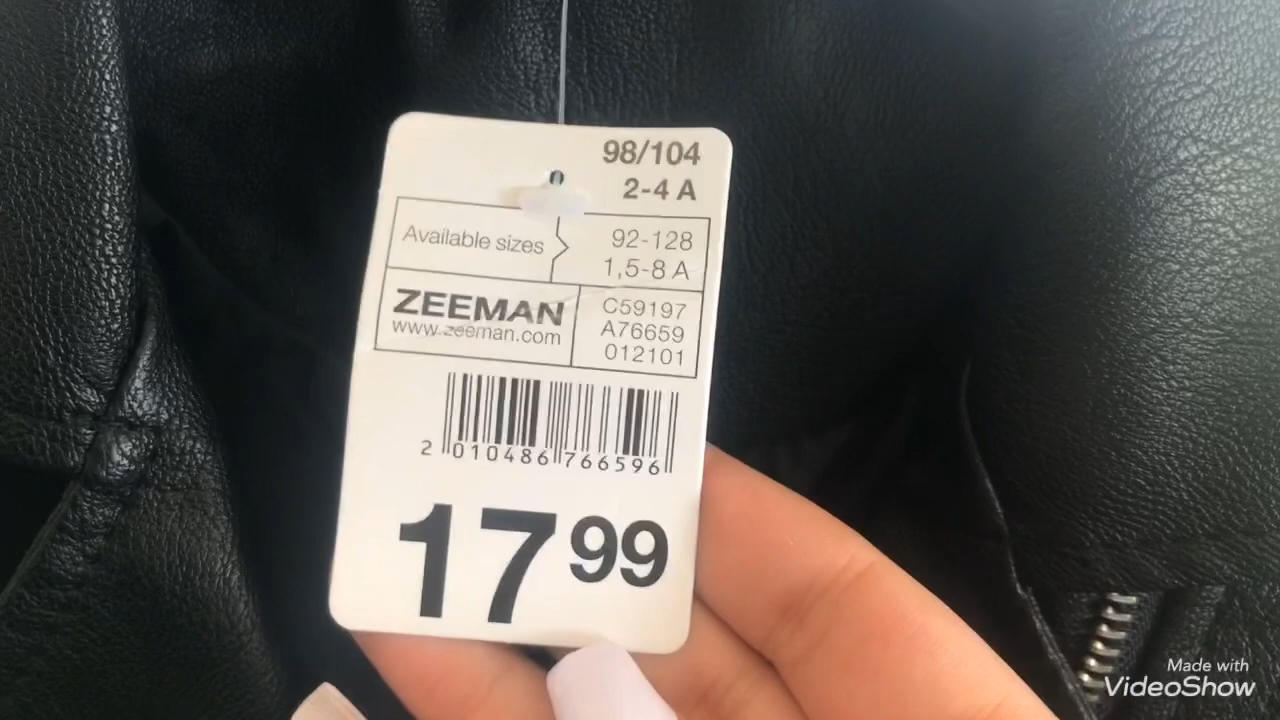 98/104
2-4 A
Available sizes
92-128
1,5-8 A
ZEEMAN
www.zeeman.com
C59197
A76659
012101
2 010486 766596
17 99
Made with
VideoShow